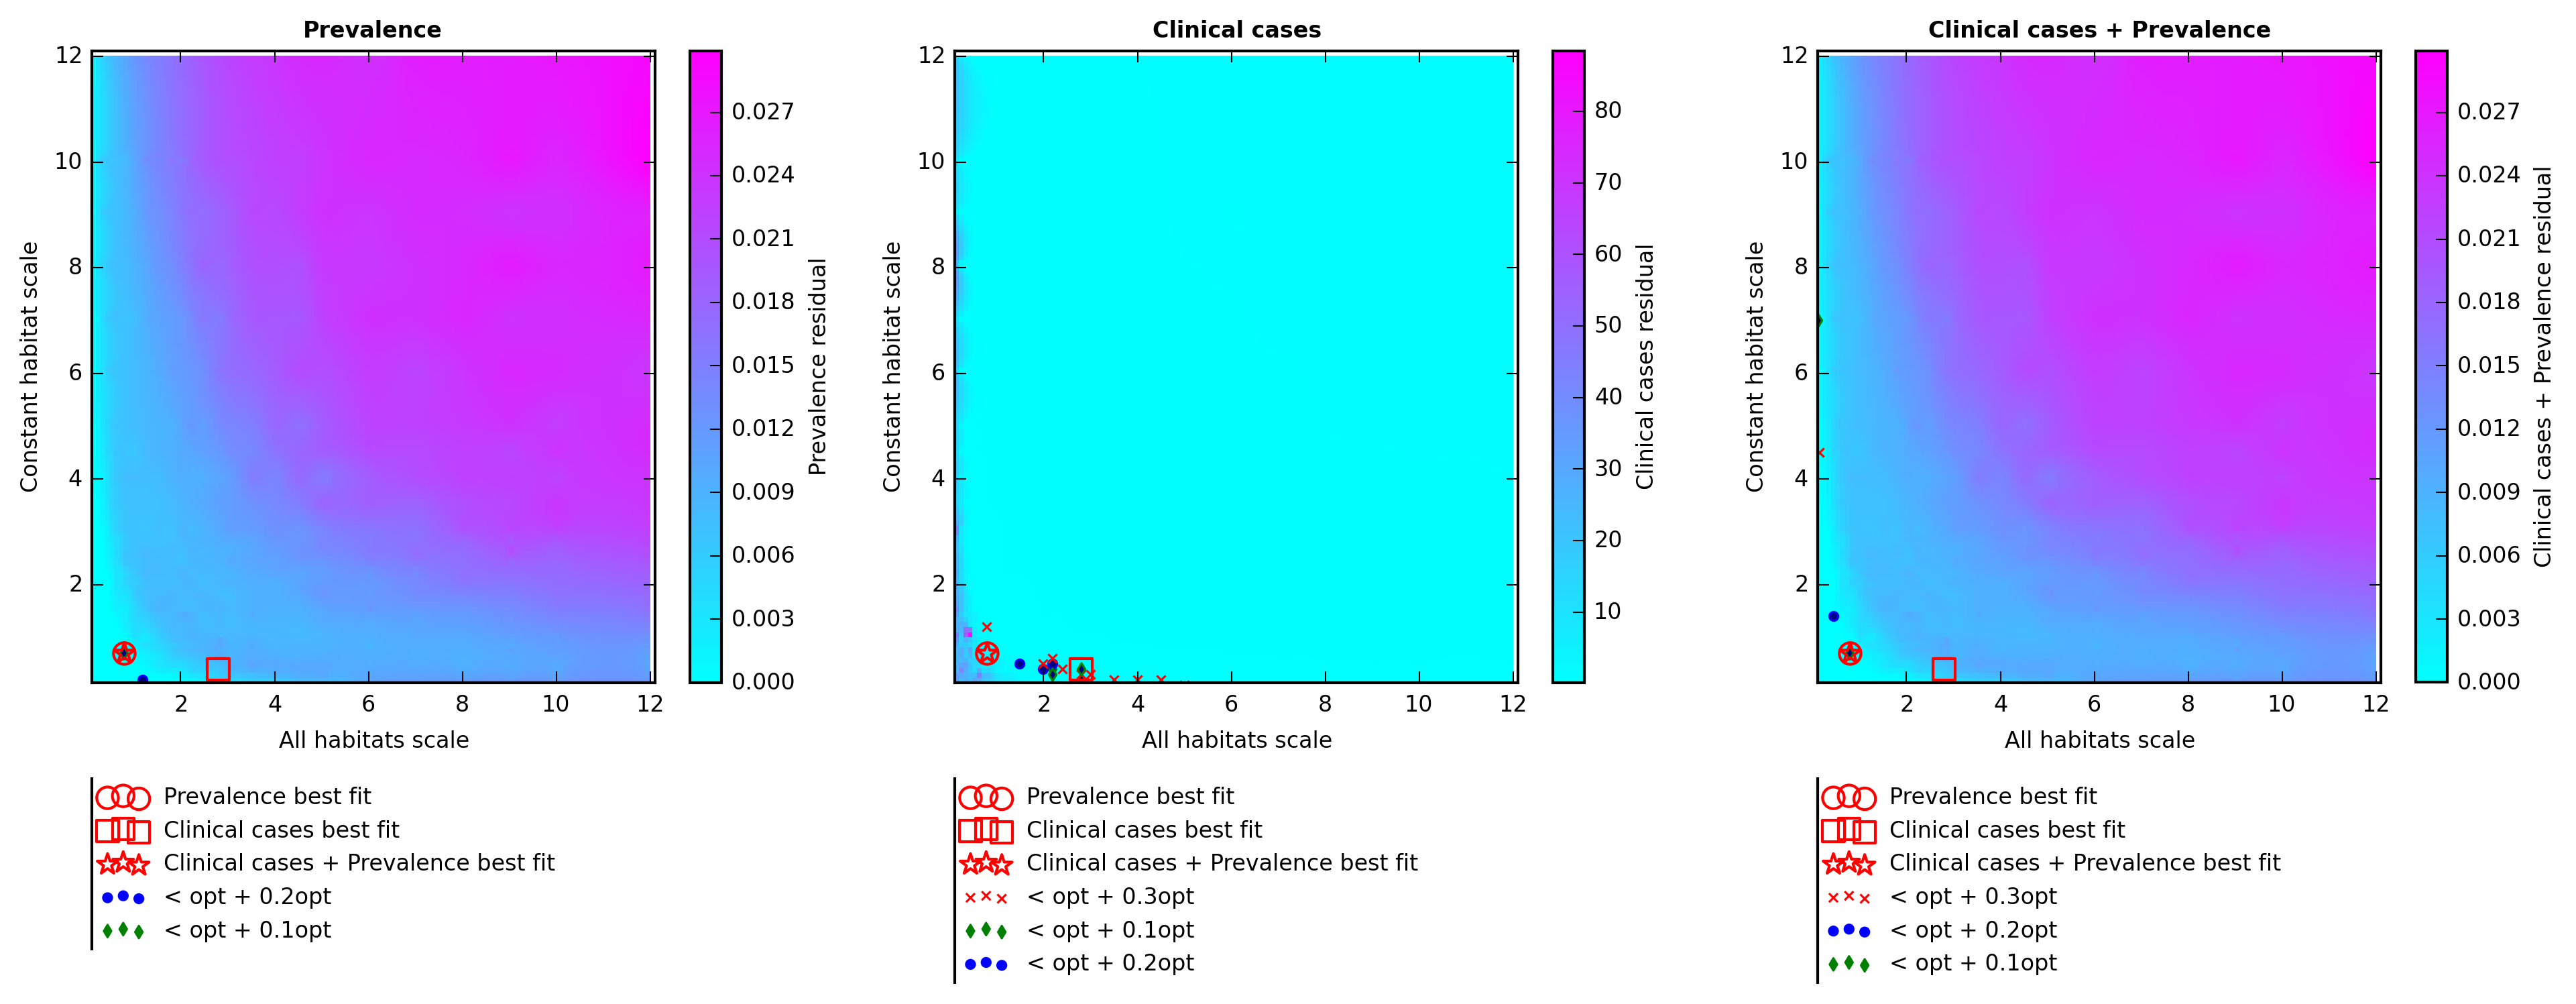 Prevalence
12
10
8
6
4
2
Constant habitat scale
2 4 6 8 10 12
All habitats scale
0.027
0.024
0.021
0.018
0.015
0.012
0.009
0.006
0.003
0.000
Prevalence residual
Prevalence best fit
Clinical cases best fit
Clinical cases + Prevalence best fit
< opt + 0.2opt
< opt + 0.1opt
Clinical cases
12
10
8
6
4
2
Constant habitat scale
2 4 6 8 10 12
All habitats scale
80
70
60
50
40
30
20
10
Clinical cases residual
Prevalence best fit
Clinical cases best fit
Clinical cases + Prevalence best fit
< opt + 0.3opt
< opt + 0.1opt
< opt + 0.2opt
Clinical cases + Prevalence
12
10
8
6
4
2
Constant habitat scale
2 4 6 8 10 12
All habitats scale
0.027
0.024
0.021
0.018
0.015
0.012
0.009
0.006
0.003
0.000
Clinical cases + Prevalence residual
Prevalence best fit
Clinical cases best fit
Clinical cases + Prevalence best fit
< opt + 0.3opt
< opt + 0.2opt
< opt + 0.1opt